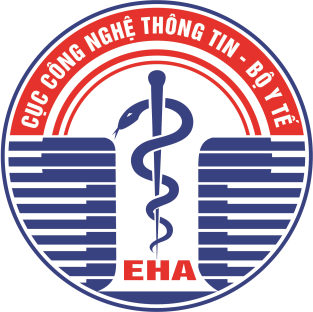 CỤC CÔNG NGHỆ THÔNG TIN - BỘ Y TẾ
EHA